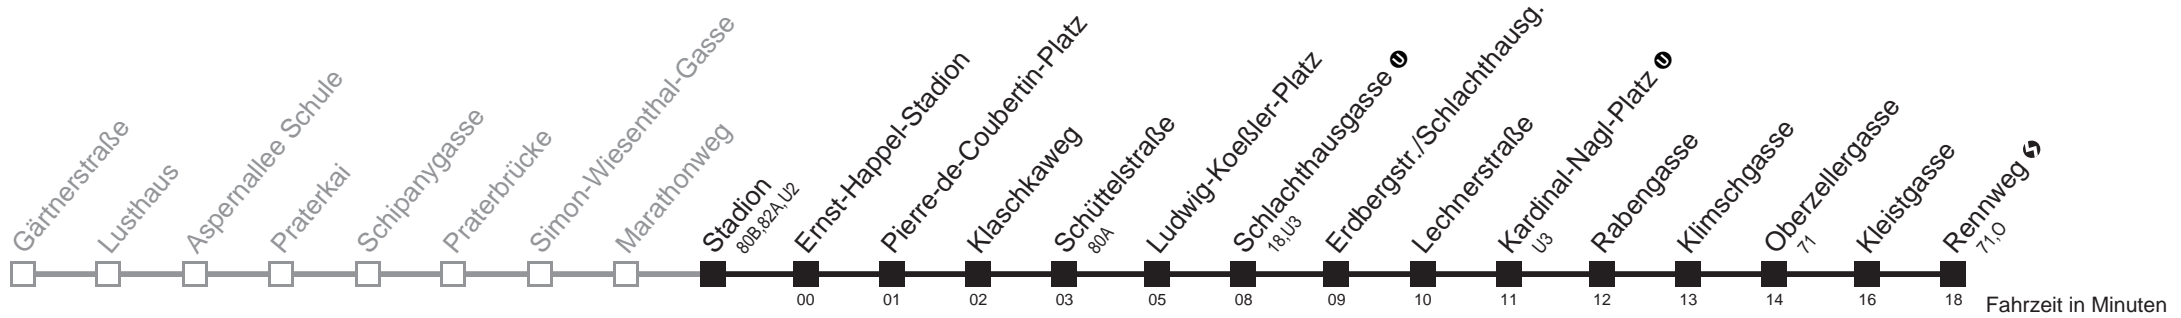 Gärtnerstraße
Lusthaus
Aspernallee Schule
Praterkai
Schipanygasse
Praterbrücke
Simon-Wiesenthal-Gasse
Marathonweg
Stadion
80B,82A,U2
Ernst-Happel-Stadion
Pierre-de-Coubertin-Platz
Klaschkaweg
Schüttelstraße
80A
Ludwig-Koeßler-Platz
Schlachthausgasse U
18,U3
Erdbergstr./Schlachthausg.
Lechnerstraße
Kardinal-Nagl-Platz U
U3
Rabengasse
Klimschgasse
Oberzellergasse
71
Kleistgasse
Rennweg S
71,O
00 01 02 03 05 08 09 10 11 12 13 14 16 18 Fahrzeit in Minuten